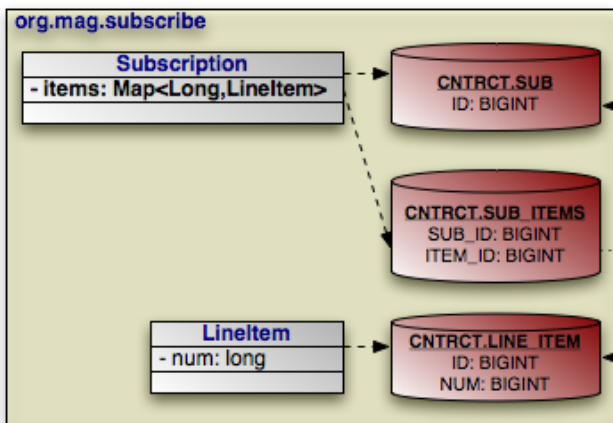 org.mag.subscribe
Subscription
- items: Map<Long,LineItem>
CNTRCT.SUB
ID: BIGINT
CNTRCT.SUB_ITEMS
SUB_ID: BIGINT
ITEM_ID: BIGINT
LineItem
- num: long
CNTRCT.LINE_ITEM
ID: BIGINT
NUM: BIGINT